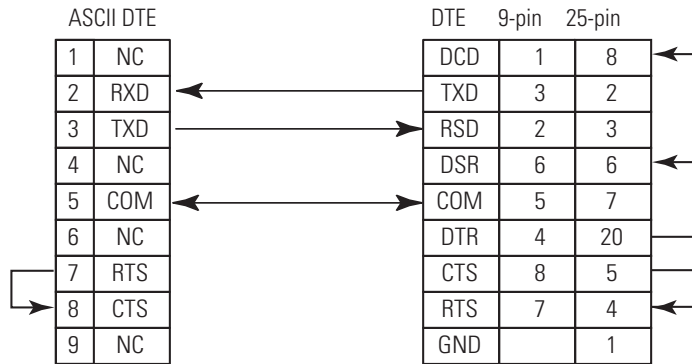 ASCII DTE DTE 9-pin 25-pin
1 NC DCD 1 8
2 RXD TXD 3 2
3 TXD RSD 2 3
4 NC DSR 6 6
5 COM COM 5 7
6 NC DTR 4 20
7 RTS CTS 8 5
8 CTS RTS 7 4
9 NC GND 1